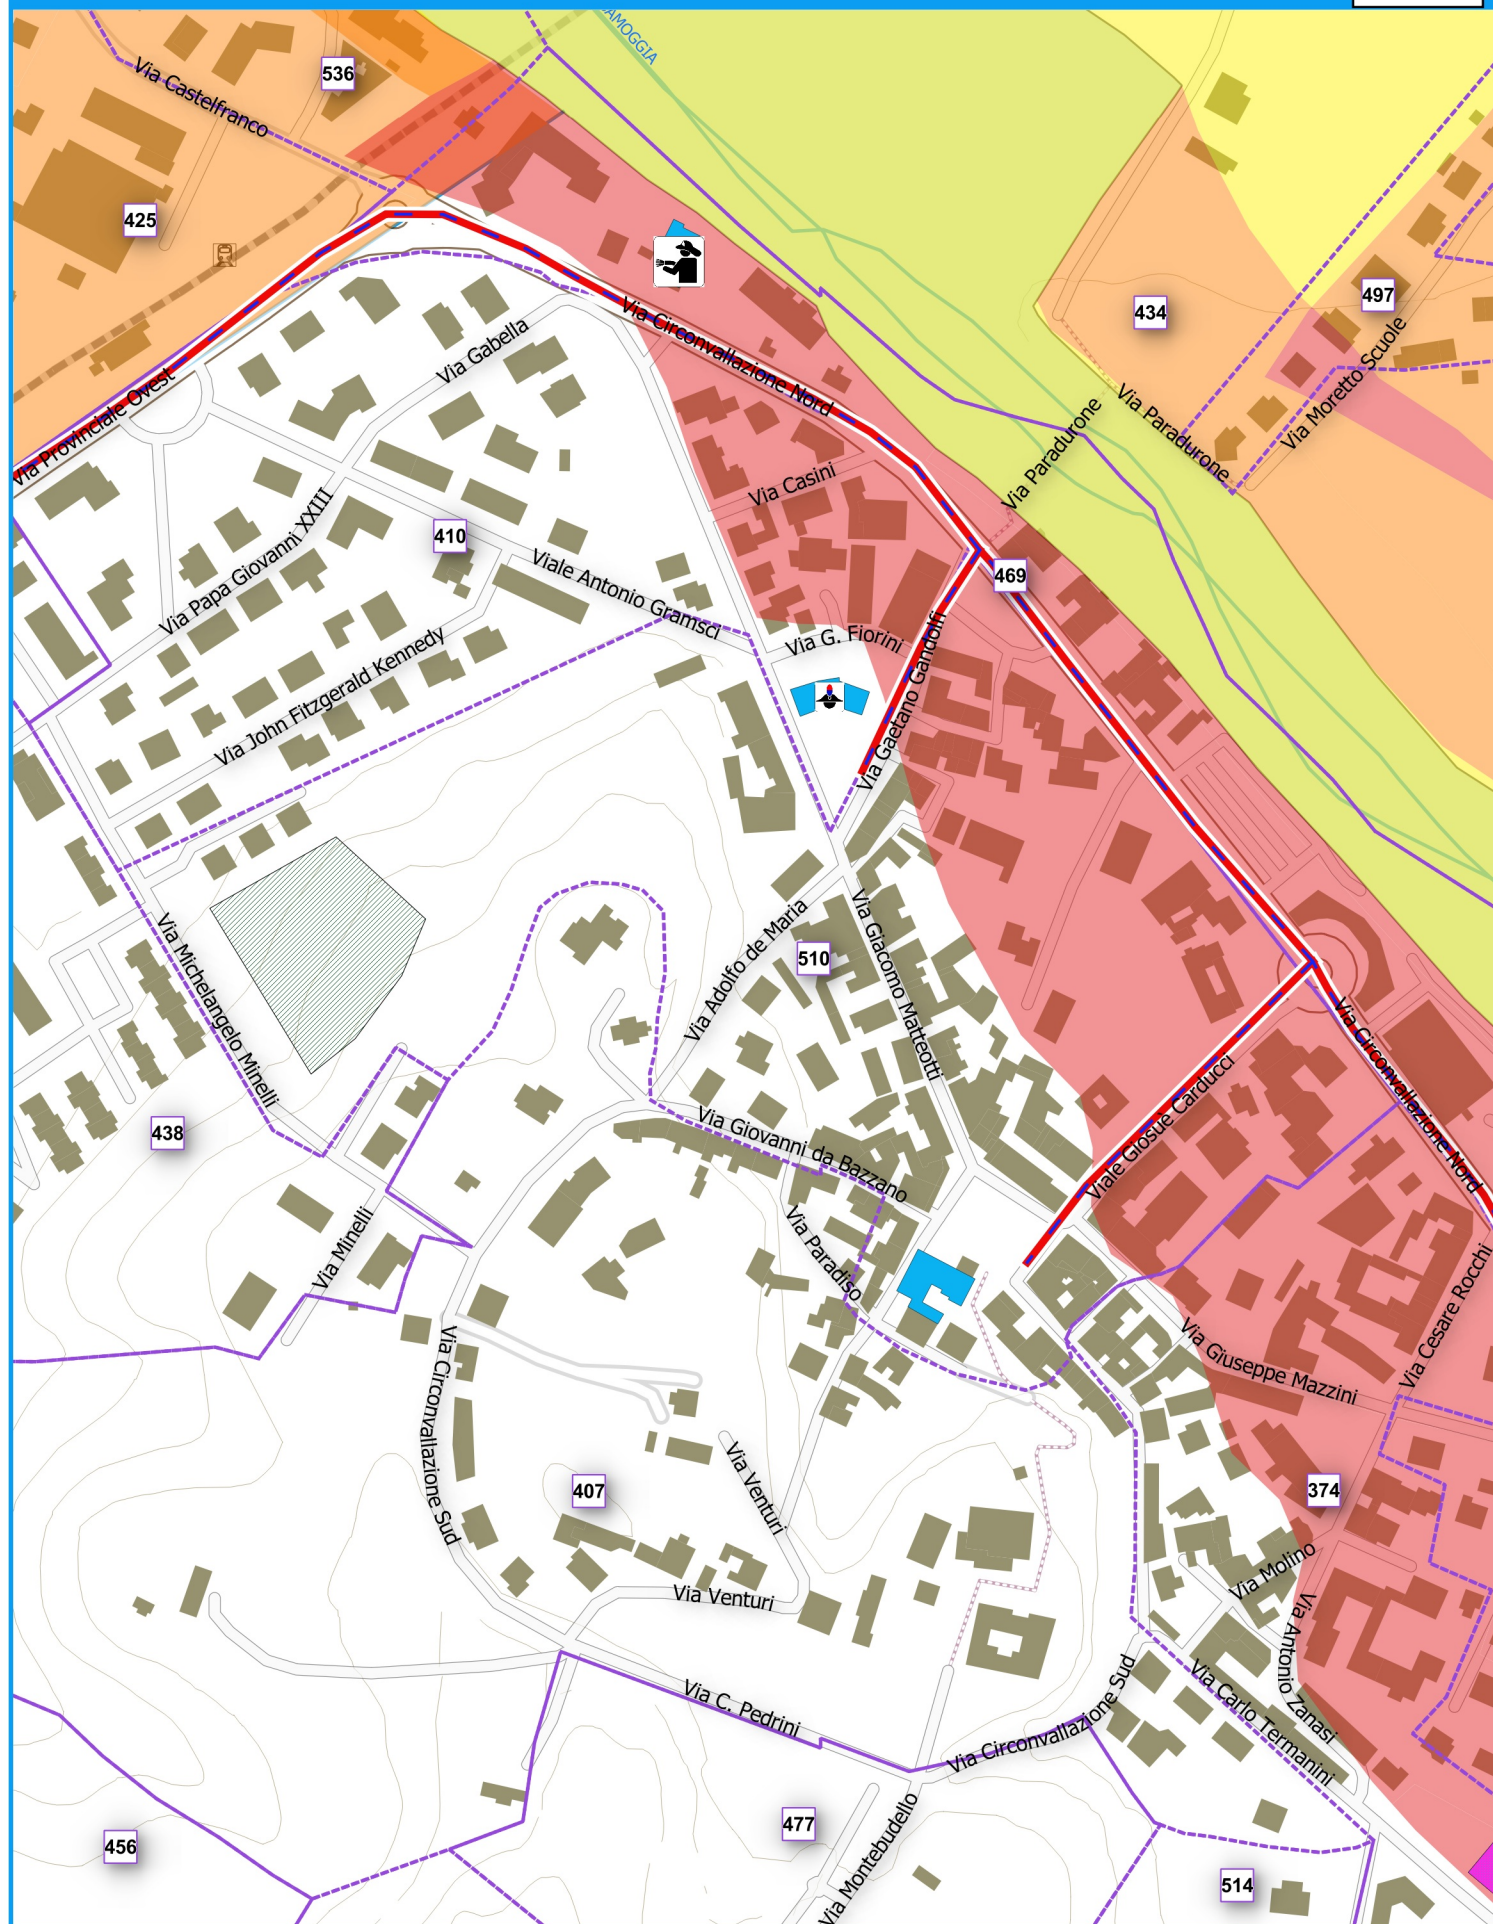 AMOGGIA
536
Via Castelfranco
425
497
434
Via Circonvallazione Nord
Via Gabella
Via Moretto Scuole
Via Paradurone
Via Provinciale Ovest
Via Paradurone
Via Casini
Via Papa Giovanni XXIII
410
Viale Antonio Gramsci
469
Via G. Fiorini
Via John Fitzgerald Kennedy
Via Gaetano Gandolfi
Via Michelangelo Minelli
Via Adolfo de Maria
510
Via Giacomo Matteotti
Via Circonvallazione Nord
Viale Giosuè Carducci
438
Via Giovanni da Bazzano
Via Minelli
Via Paradiso
Via Cesare Rocchi
Via Giuseppe Mazzini
Via Circonvallazione Sud
407
Via Venturi
374
Via Molino
Via Venturi
Via Antonio Zanasi
Via C. Pedrini
Via Circonvallazione Sud
Via Carlo Termanini
456
477
Via Montebudello
514